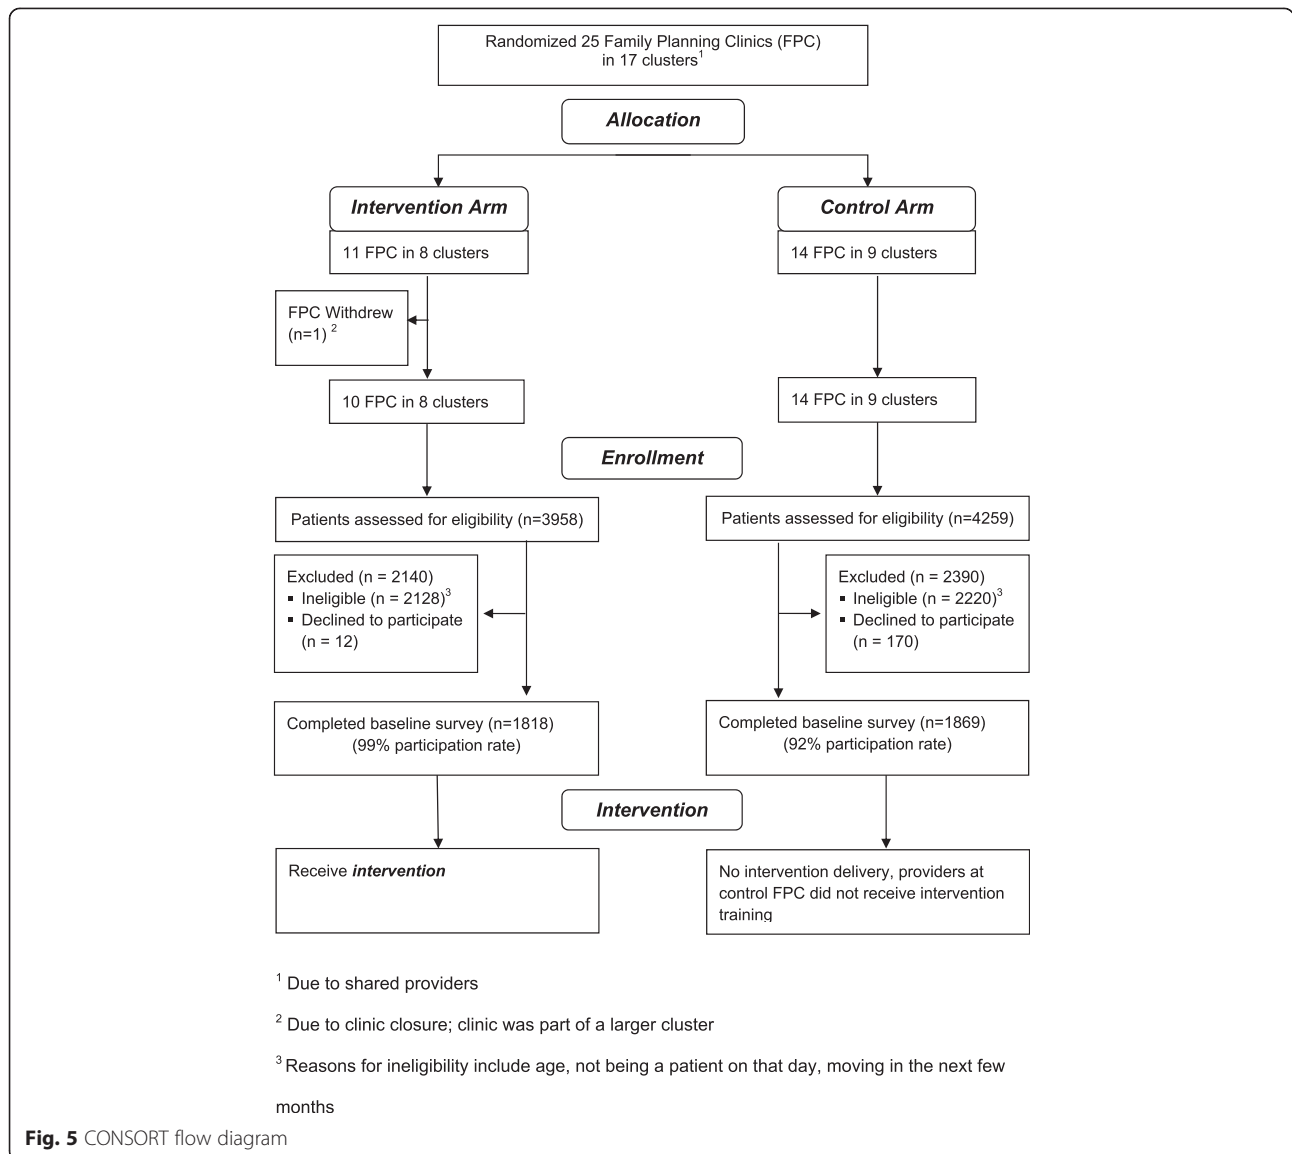 Randomized 25 Family Planning Clinics (FPC)
in 17 clusters1
Allocation
Intervention Arm
11 FPC in 8 clusters
Control Arm
14 FPC in 9 clusters
FPC Withdrew
(n=1) 2
10 FPC in 8 clusters
14 FPC in 9 clusters
Enrollment
Patients assessed for eligibility (n=3958)
Patients assessed for eligibility (n=4259)
Excluded (n = 2140)
▪ Ineligible (n = 2128)3
▪ Declined to participate
(n = 12)
Excluded (n = 2390)
▪ Ineligible (n = 2220)3
▪ Declined to participate
(n = 170)
Completed baseline survey (n=1818)
(99% participation rate)
Completed baseline survey (n=1869)
(92% participation rate)
Intervention
Receive intervention
No intervention delivery, providers at
control FPC did not receive intervention
training
1 Due to shared providers
2 Due to clinic closure; clinic was part of a larger cluster
3 Reasons for ineligibility include age, not being a patient on that day, moving in the next few
months
Fig. 5 CONSORT flow diagram